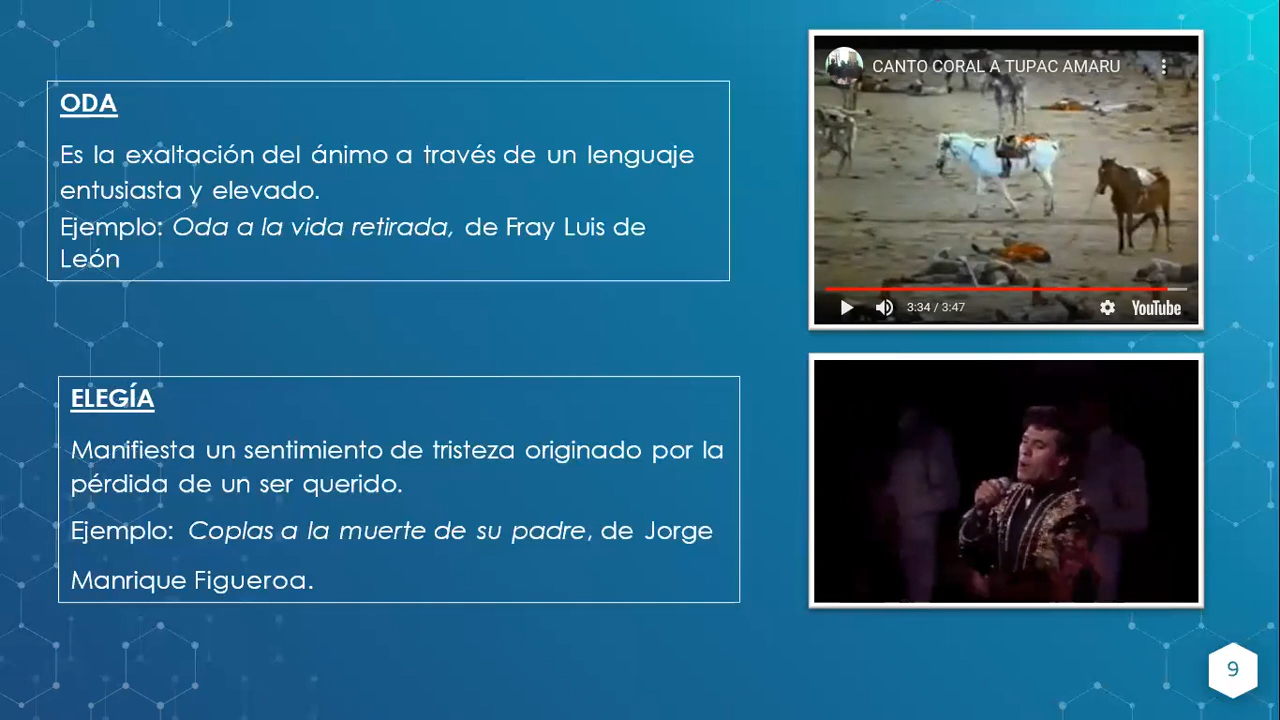 ODA
Es la exaltación del ánimo a través de un lenguaje
entusiasta y elevado.
Ejemplo: Oda a la vida retirada, de Fray Luis de
León
CANTO CORAL A TUPAC AMARU
3:34 / 3:47
YouTube
ELEGÍA
Manifiesta un sentimiento de tristeza originado por la
pérdida de un ser querido.
Ejemplo: Coplas a la muerte de su padre, de Jorge
Manrique Figueroa.
9